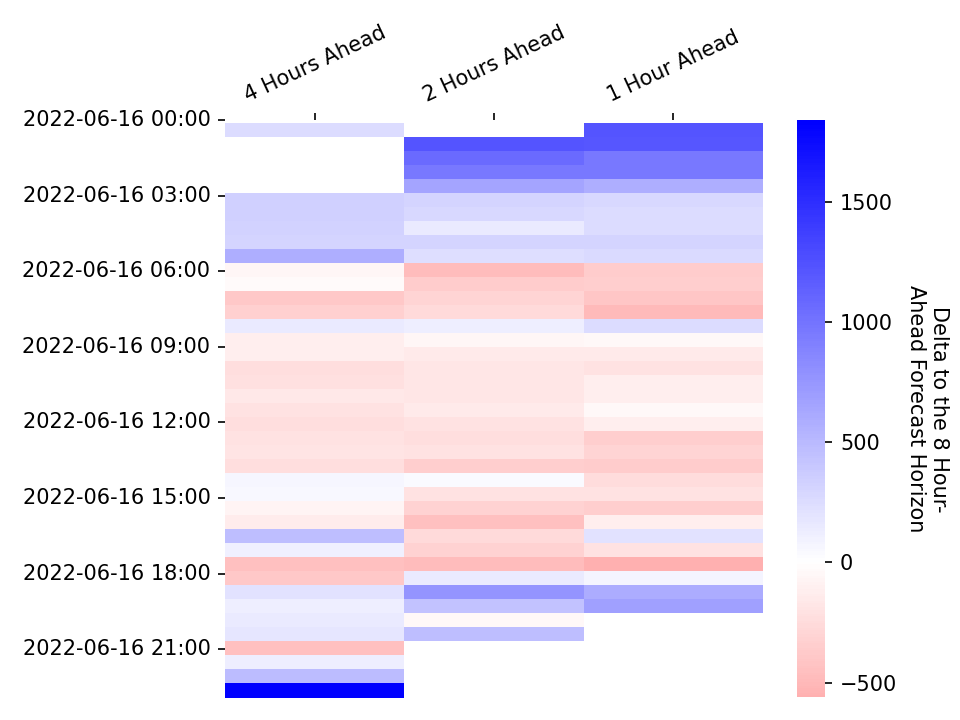 4 Hours Ahead
2 Hours Ahead
1 Hour Ahead
2022-06-16 00:00
2022-06-16 03:00
2022-06-16 06:00
2022-06-16 09:00
2022-06-16 12:00
2022-06-16 15:00
2022-06-16 18:00
2022-06-16 21:00
1500
1000
500
0
−500
Delta to the 8 Hour-
Ahead Forecast Horizon